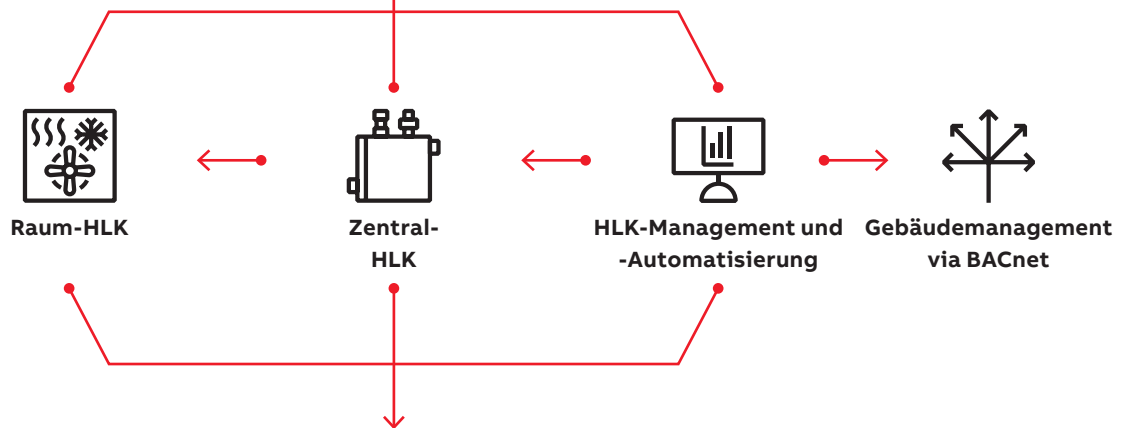 Raum-HLK
Zentral-
HLK
HLK-Management und
-Automatisierung
Gebäudemanagement
via BACnet